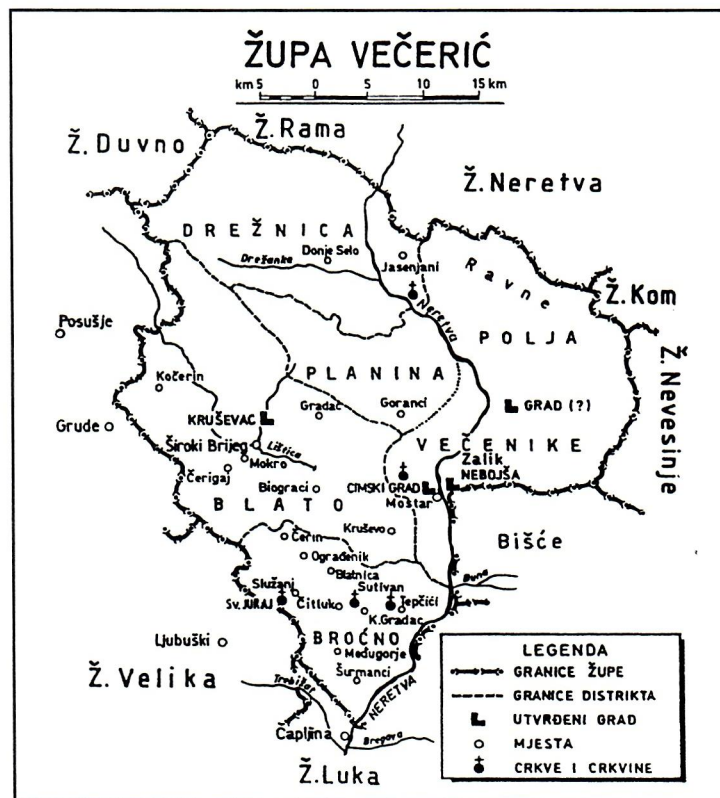 ŽUPA VEČERIĆ
km 5 0 5 10 15 km
Ž. Rama
Ž. Duvno
Ž. Neretva
DREŽNICA
Donje Selo
Drežanka
Jasenjani
Ravne
Ž. Kom
Neretva
Posušje
POLJA
PLANINA
Kočerin
Gradac
Goranci
GRAD (?)
Ž. Nevesinje
KRUŠEVAC
Grude
Široki Brijeg
Lištica
VEČENIKE
Mokro
Zalik
Čerigaj
NEBOJŠA
Biograci
CIMSKI GRAD
Mostar
BLATO
Kruševo
Bišće
Čerin
Ograđenik
Blatnica
Buna
Služanj
Sutivan
Sv. JURAJ
Čitluk
Tepčići
K. Gradac
BROĆNO
Ljubuški
Međugorje
Ž. Velika
Šurmanci
Trebižat
NERETVA
Čapljina
Bregava
Ž. Luka
LEGENDA
GRANICE ŽUPE
GRANICE DISTRIKTA
UTVRĐENI GRAD
MJESTA
CRKVE I CRKVINE